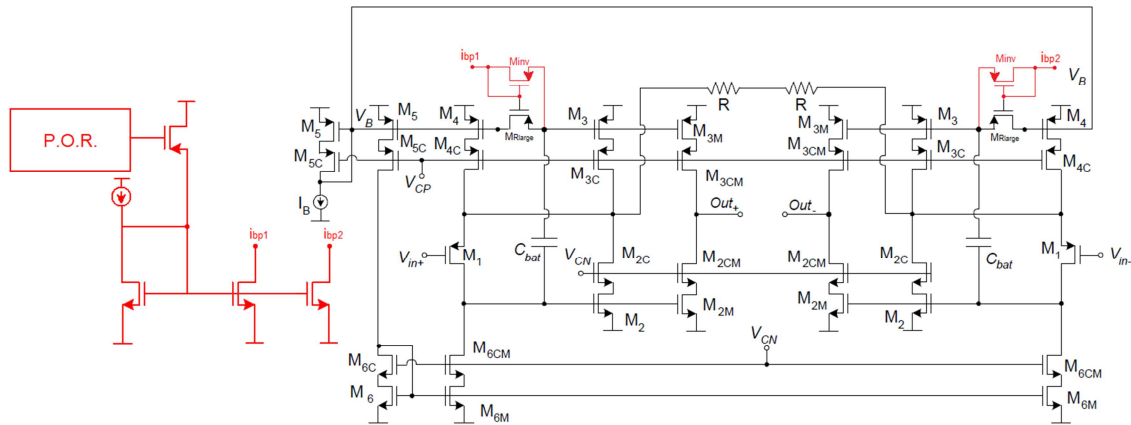 P.O.R.
ibp1
ibp2
M5
M5C
IB
VB
M5
M5C
VCP
M4
M4C
ibp1
Minv
MRlarge
M3
M3C
M3M
M3CM
R
R
M3M
M3CM
M3
M3C
Minv
ibp2
MRlarge
VB
M4
M4C
Vin+
M1
Cbat
VCN
M2C
M2
M2CM
M2M
Out+
Out-
M2CM
M2M
M2C
M2
Cbat
M1
Vin-
M6C
M6
M6CM
M6M
VCN
M6CM
M6M